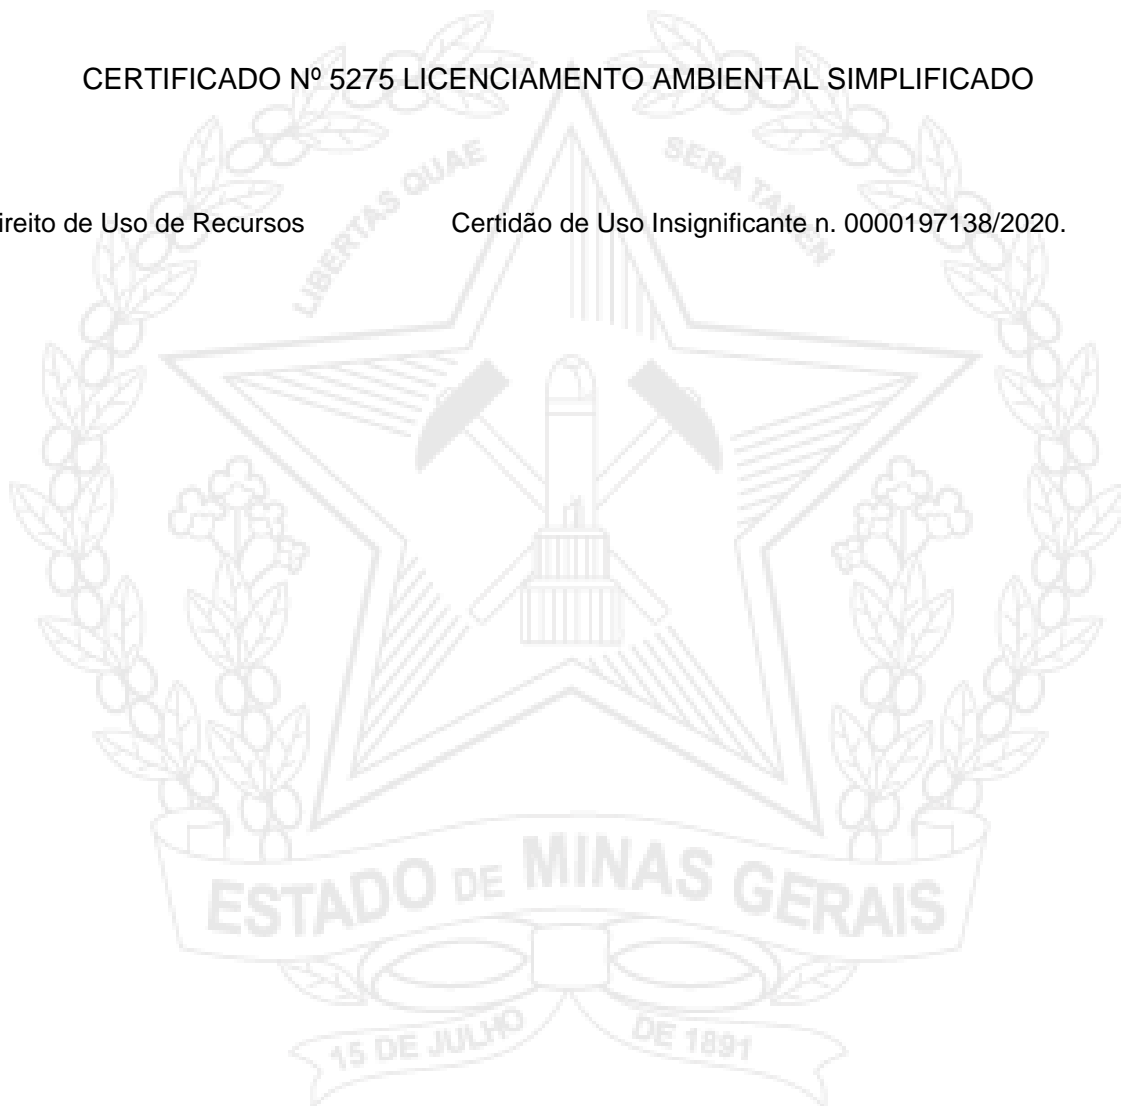 CERTIFICADO Nº 5275 LICENCIAMENTO AMBIENTAL SIMPLIFICADO
LIBERTAS QUAE SERA TAMEN
ireito de Uso de Recursos Certidão de Uso Insignificante n. 0000197138/2020.
ESTADO DE MINAS GERAIS
15 DE JULHO DE 1891